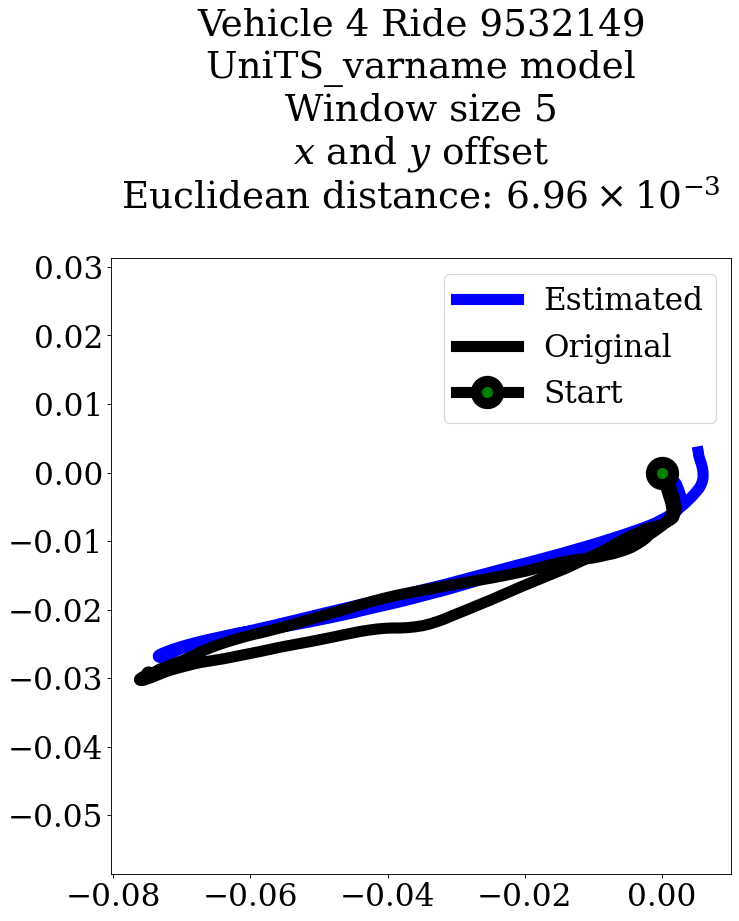 Vehicle 4 Ride 9532149
UniTS_varname model
Window size 5
x and y offset
Euclidean distance: 6.96 × 10⁻³
Estimated
Original
Start
0.03
0.02
0.01
0.00
−0.01
−0.02
−0.03
−0.04
−0.05
−0.08 −0.06 −0.04 −0.02 0.00